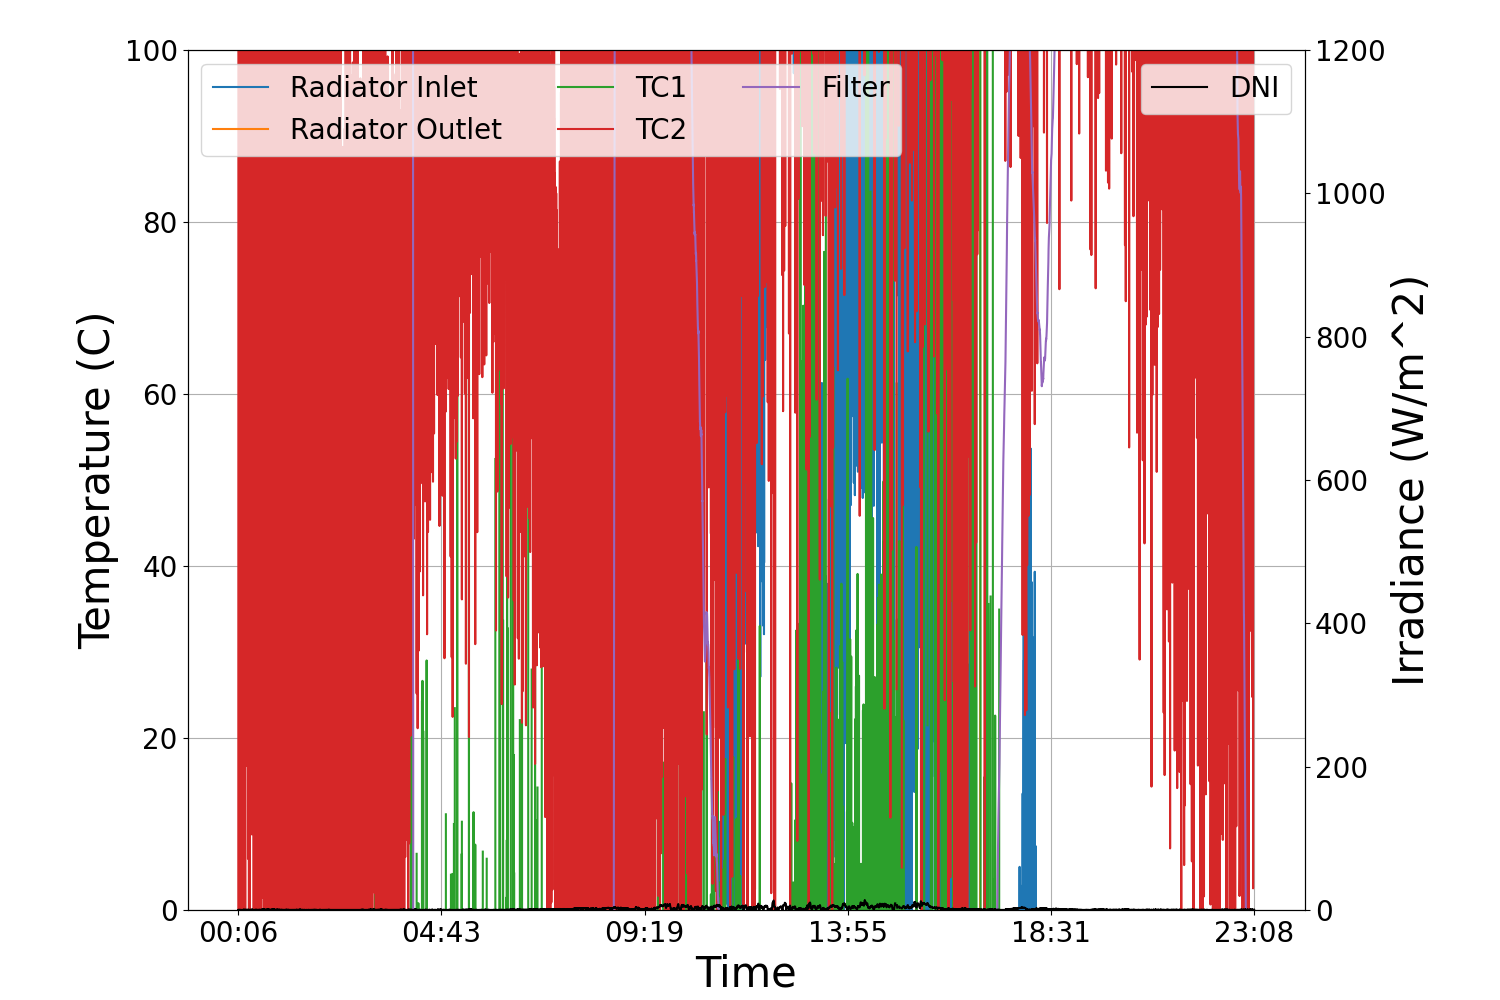 100
80
60
40
20
0
Temperature (C)
Radiator Inlet
Radiator Outlet
TC1
TC2
Filter
DNI
1200
1000
800
600
400
200
0
Irradiance (W/m^2)
00:06 04:43 09:19 13:55 18:31 23:08
Time